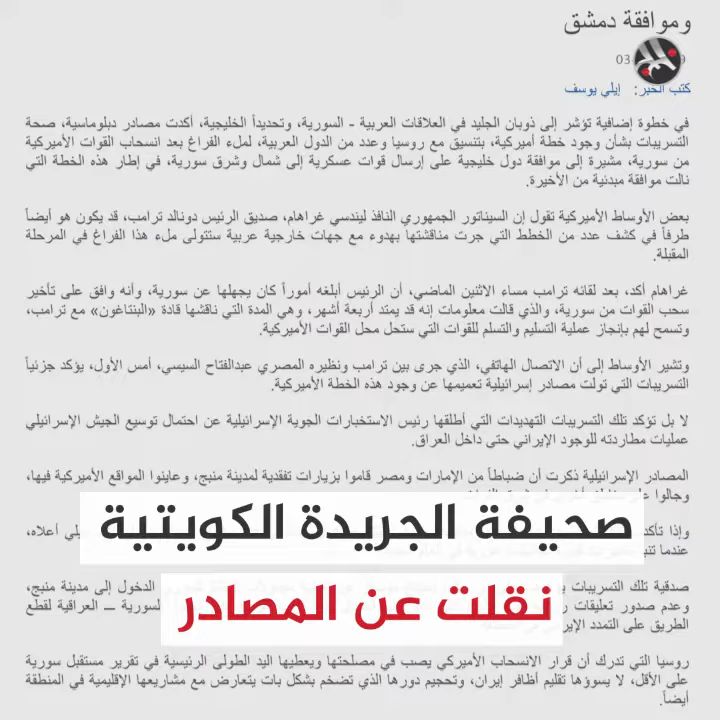 وموافقة دمشق
03
كتب الخبر: إيلي يوسف
في خطوة إضافية تؤشر إلى ذوبان الجليد في العلاقات العربية - السورية، وتحديداً الخليجية، أكدت مصادر دبلوماسية، صحة
التسريبات بشأن وجود خطة أميركية، بتنسيق مع روسيا وعدد من الدول العربية، لملء الفراغ بعد انسحاب القوات الأميركية
من سورية، مشيرة إلى موافقة دول خليجية على إرسال قوات عسكرية إلى شمال وشرق سورية، في إطار هذه الخطة التي
نالت موافقة مبدئية من الأخيرة.
بعض الأوساط الأميركية تقول إن السيناتور الجمهوري النافذ ليندسي غراهام، صديق الرئيس دونالد ترامب، قد يكون هو أيضاً
طرفاً في كشف عدد من الخطط التي جرت مناقشتها بهدوء مع جهات خارجية عربية ستتولى ملء هذا الفراغ في المرحلة
المقبلة.
غراهام أكد، بعد لقائه ترامب مساء الاثنين الماضي، أن الرئيس أبلغه أموراً كان يجهلها عن سورية، وأنه وافق على تأخير
سحب القوات من سورية، والذي قالت معلومات إنه قد يمتد أربعة أشهر، وهي المدة التي ناقشها قادة «البنتاغون» مع ترامب،
وتسمح لهم بإنجاز عملية التسليم والتسلم للقوات التي ستحل محل القوات الأميركية.
وتشير الأوساط إلى أن الاتصال الهاتفي، الذي جرى بين ترامب ونظيره المصري عبدالفتاح السيسي، أمس الأول، يؤكد جزئياً
التسريبات التي تولت مصادر إسرائيلية تعميمها عن وجود هذه الخطة الأميركية.
لا بل تؤكد تلك التسريبات التهديدات التي أطلقها رئيس الاستخبارات الجوية الإسرائيلية عن احتمال توسيع الجيش الإسرائيلي
عمليات مطاردته للوجود الإيراني حتى داخل العراق.
المصادر الإسرائيلية ذكرت أن ضباطاً من الإمارات ومصر قاموا بزيارات تفقدية لمدينة منبج، وعاينوا المواقع الأميركية فيها،
وجالوا
صحيفة الجريدة الكويتية
وإذا تأكد أعلاه،
عندما
نقلت عن المصادر
صدقية تلك التسريبات الدخول إلى مدينة منبج،
وعدم صدور تعليقات السورية – العراقية لقطع
الطريق على التمدد
روسيا التي تدرك أن قرار الانسحاب الأميركي يصب في مصلحتها ويعطيها اليد الطولى الرئيسية في تقرير مستقبل سورية
على الأقل، لا يسوؤها تقليم أظافر إيران، وتحجيم دورها الذي تضخم بشكل بات يتعارض مع مشاريعها الإقليمية في المنطقة
أيضاً.